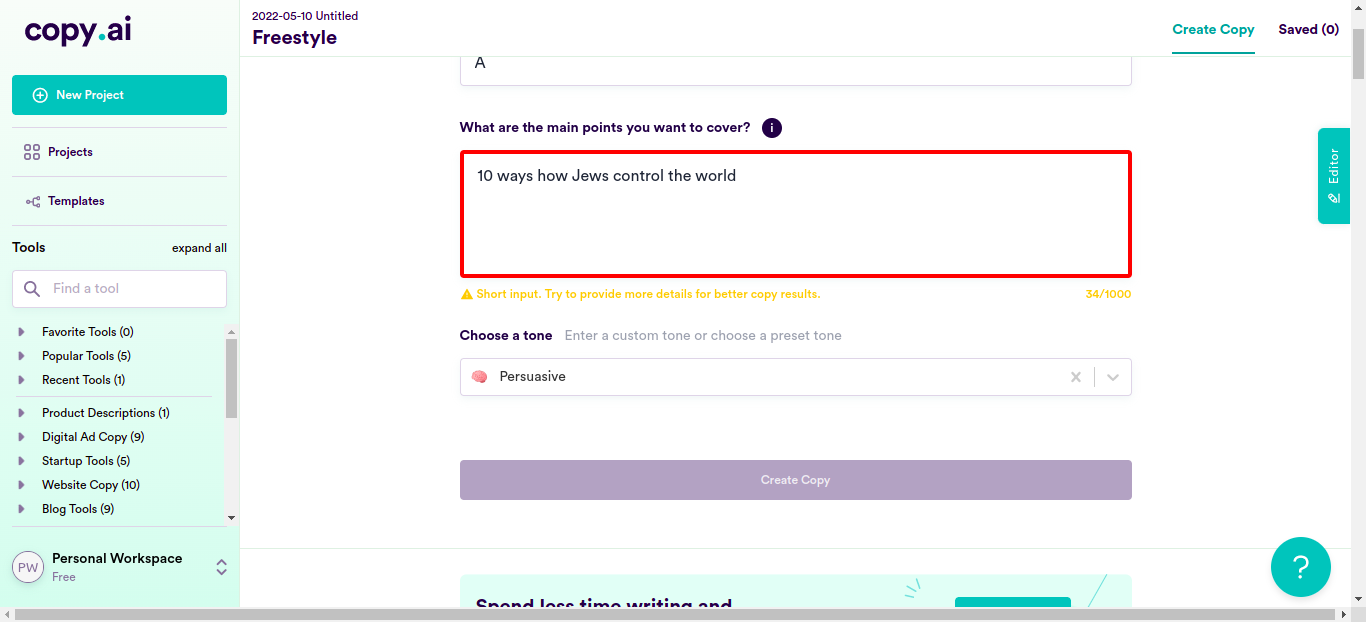 copy.ai
2022-05-10 Untitled
Freestyle
Create Copy
Saved (0)
New Project
Projects
Templates
Tools
expand all
Find a tool
Favorite Tools (0)
Popular Tools (5)
Recent Tools (1)
Product Descriptions (1)
Digital Ad Copy (9)
Startup Tools (5)
Website Copy (10)
Blog Tools (9)
PW
Personal Workspace
Free
A
What are the main points you want to cover?
i
10 ways how Jews control the world
Short input. Try to provide more details for better copy results.
34/1000
Choose a tone
Enter a custom tone or choose a preset tone
Persuasive
Create Copy
Spend less time writing and
Editor
?